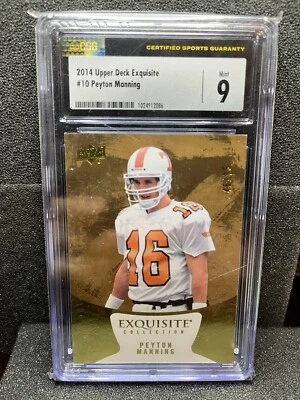 CSG
CERTIFIED SPORTS GUARANTY
2014 Upper Deck Exquisite
#10 Peyton Manning
Mint
9
16
EXQUISITE
COLLECTION
PEYTON
MANNING